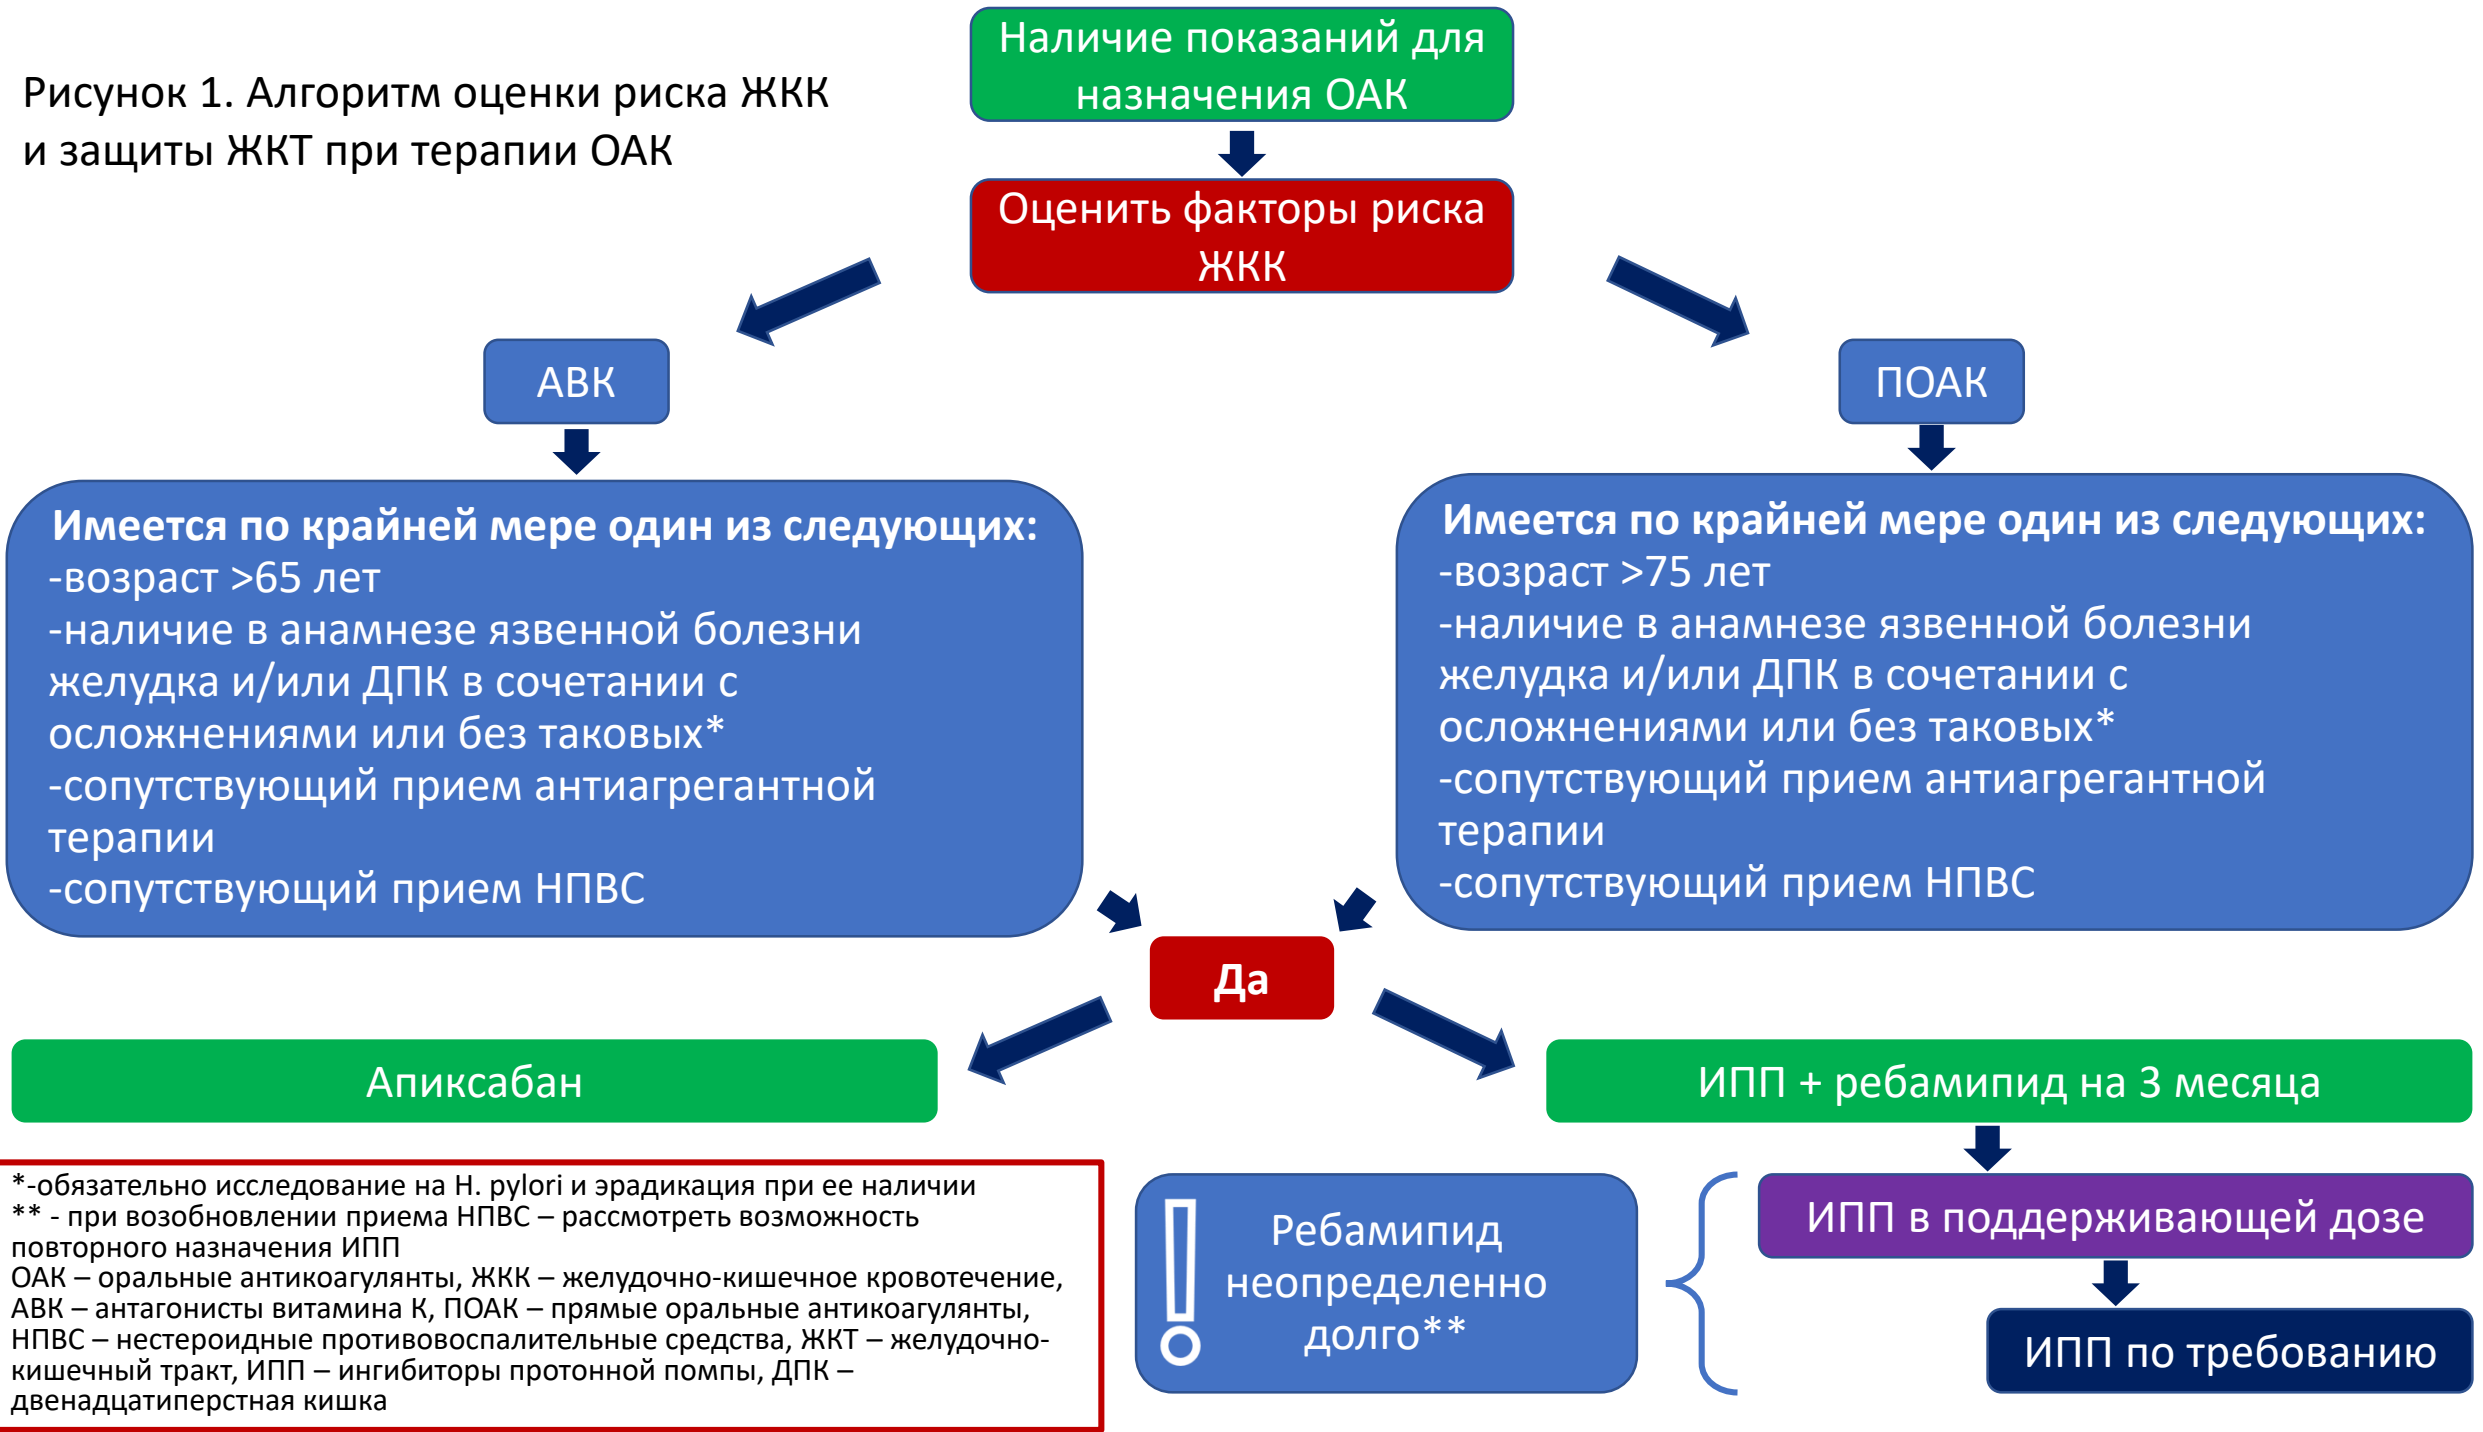 Рисунок 1. Алгоритм оценки риска ЖКК
и защиты ЖКТ при терапии ОАК
Наличие показаний для
назначения ОАК
Оценить факторы риска
ЖКК
АВК
ПОАК
Имеется по крайней мере один из следующих:
-возраст >65 лет
-наличие в анамнезе язвенной болезни
желудка и/или ДПК в сочетании с
осложнениями или без таковых*
-сопутствующий прием антиагрегантной
терапии
-сопутствующий прием НПВС
Имеется по крайней мере один из следующих:
-возраст >75 лет
-наличие в анамнезе язвенной болезни
желудка и/или ДПК в сочетании с
осложнениями или без таковых*
-сопутствующий прием антиагрегантной
терапии
-сопутствующий прием НПВС
Да
Апиксабан
ИПП + ребамипид на 3 месяца
*-обязательно исследование на H. pylori и эрадикация при ее наличии
** - при возобновлении приема НПВС – рассмотреть возможность
повторного назначения ИПП
ОАК – оральные антикоагулянты, ЖКК – желудочно-кишечное кровотечение,
АВК – антагонисты витамина К, ПОАК – прямые оральные антикоагулянты,
НПВС – нестероидные противовоспалительные средства, ЖКТ – желудочно-
кишечный тракт, ИПП – ингибиторы протонной помпы, ДПК –
двенадцатиперстная кишка
Ребамипид
неопределенно
долго**
ИПП в поддерживающей дозе
ИПП по требованию